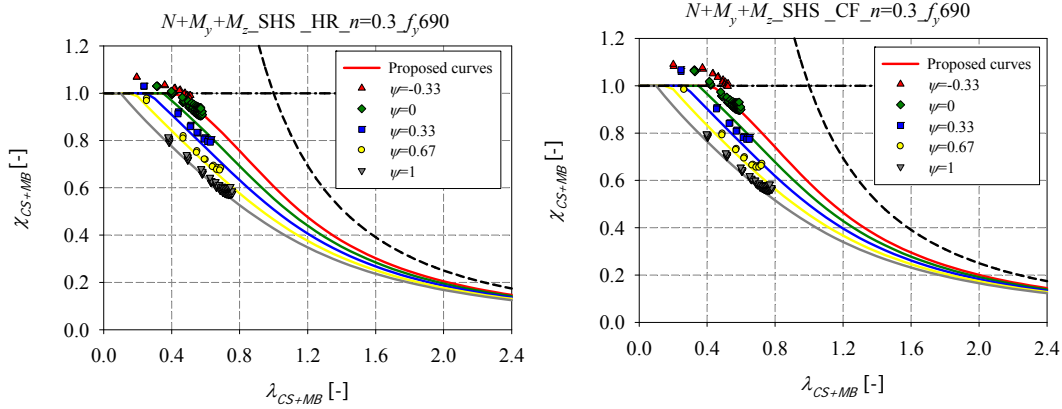 N+My+Mz_SHS _HR_n=0.3_fy690
χCS+MB [-]
1.2
1.0
0.8
0.6
0.4
0.2
0.0
Proposed curves
ψ=-0.33
ψ=0
ψ=0.33
ψ=0.67
ψ=1
0.0 0.4 0.8 1.2 1.6 2.0 2.4
λCS+MB [-]
N+My+Mz_SHS _CF_n=0.3_fy690
χCS+MB [-]
1.2
1.0
0.8
0.6
0.4
0.2
0.0
Proposed curves
ψ=-0.33
ψ=0
ψ=0.33
ψ=0.67
ψ=1
0.0 0.4 0.8 1.2 1.6 2.0 2.4
λCS+MB [-]